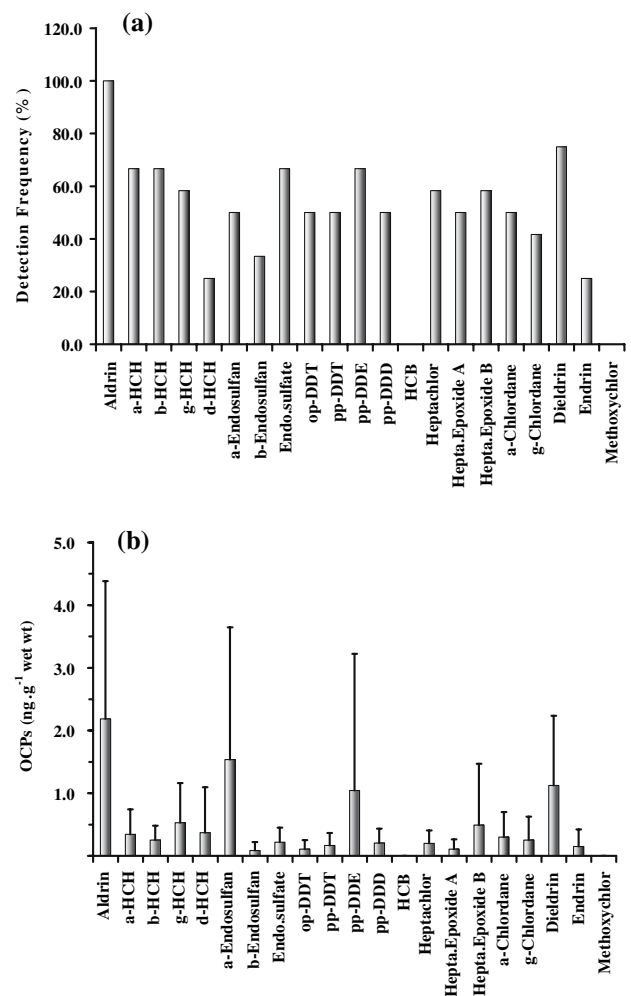 (a)
Detection Frequency (%)
120.0
100.0
80.0
60.0
40.0
20.0
0.0
Aldrin
a-HCH
b-HCH
g-HCH
d-HCH
a-Endosulfan
b-Endosulfan
Endo.sulfate
op-DDT
pp-DDT
pp-DDE
pp-DDD
HCB
Heptachlor
Hepta.Epoxide A
Hepta.Epoxide B
a-Chlordane
g-Chlordane
Dieldrin
Endrin
Methoxychlor
(b)
OCPs (ng.g⁻¹ wet wt)
5.0
4.0
3.0
2.0
1.0
Aldrin
a-HCH
b-HCH
g-HCH
d-HCH
a-Endosulfan
b-Endosulfan
Endo.sulfate
op-DDT
pp-DDT
pp-DDE
pp-DDD
HCB
Heptachlor
Hepta.Epoxide A
Hepta.Epoxide B
a-Chlordane
g-Chlordane
Dieldrin
Endrin
Methoxychlor